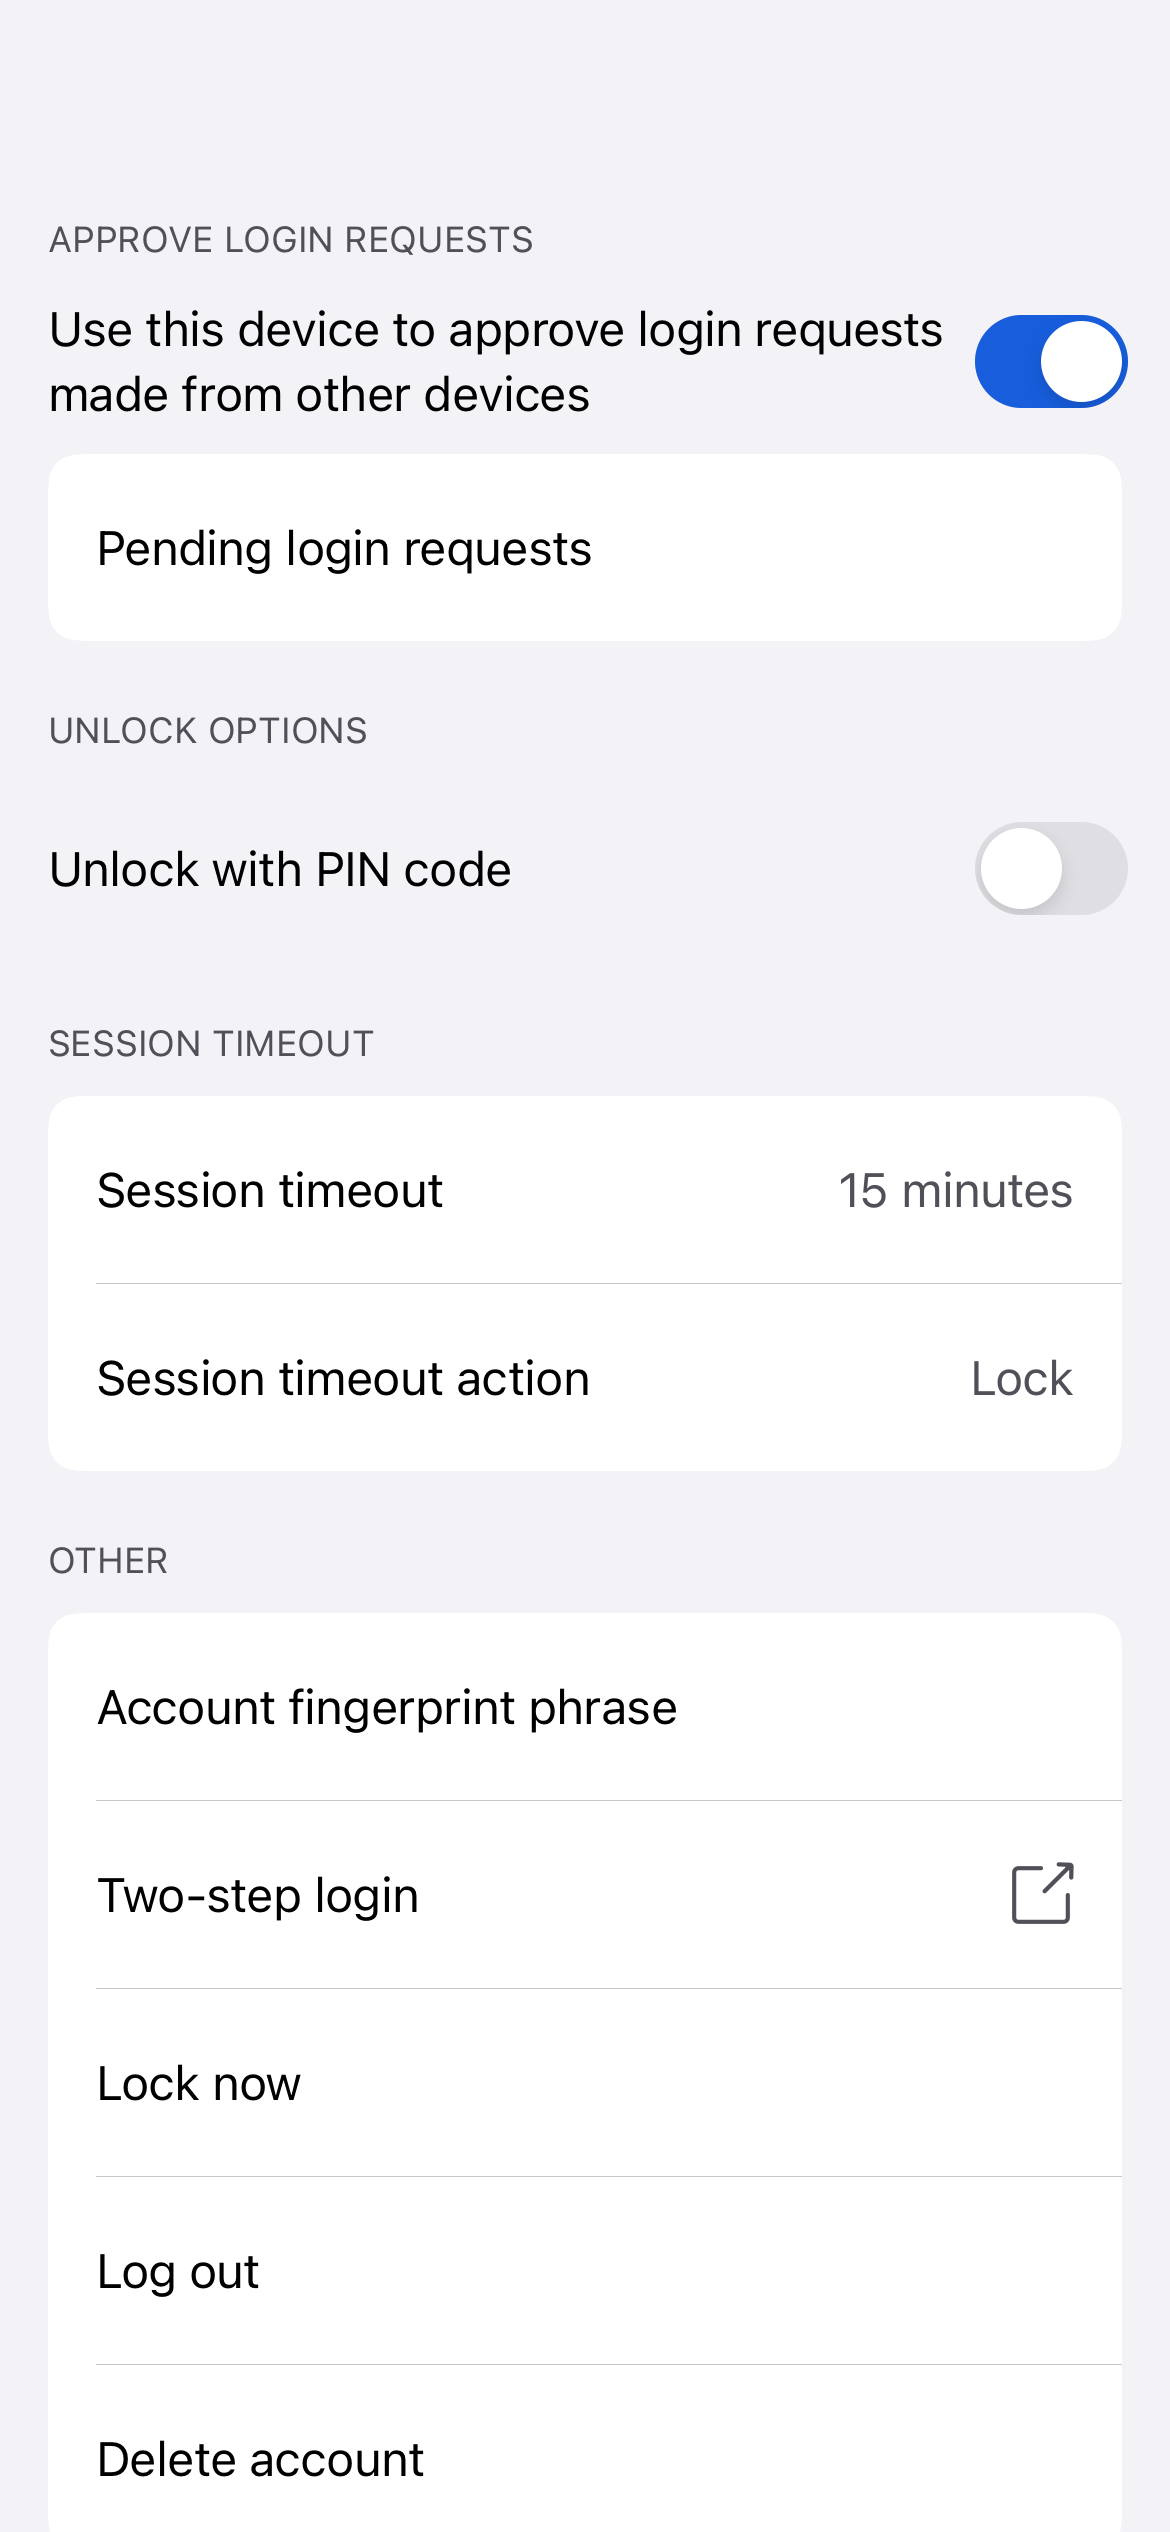 APPROVE LOGIN REQUESTS
Use this device to approve login requests
made from other devices
Pending login requests
UNLOCK OPTIONS
Unlock with PIN code
SESSION TIMEOUT
Session timeout 15 minutes
Session timeout action Lock
OTHER
Account fingerprint phrase
Two-step login
Lock now
Log out
Delete account